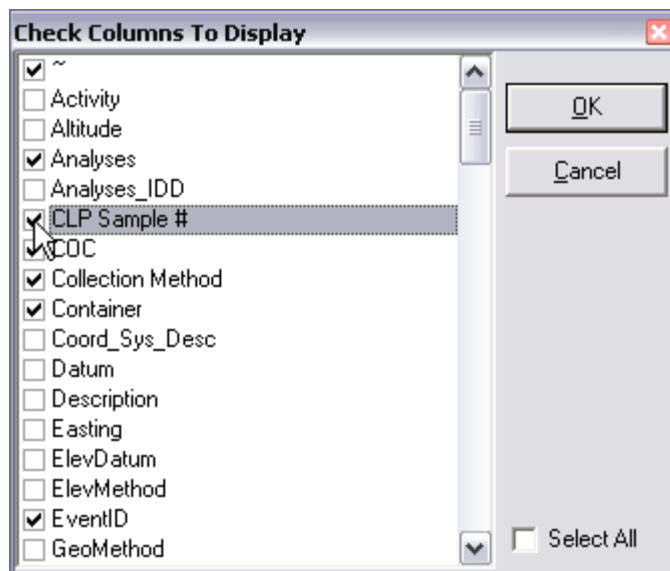 Check Columns To Display
~
Activity
Altitude
Analyses
Analyses_IDD
CLP Sample #
COC
Collection Method
Container
Coord_Sys_Desc
Datum
Description
Easting
ElevDatum
ElevMethod
EventID
GeoMethod
OK
Cancel
Select All